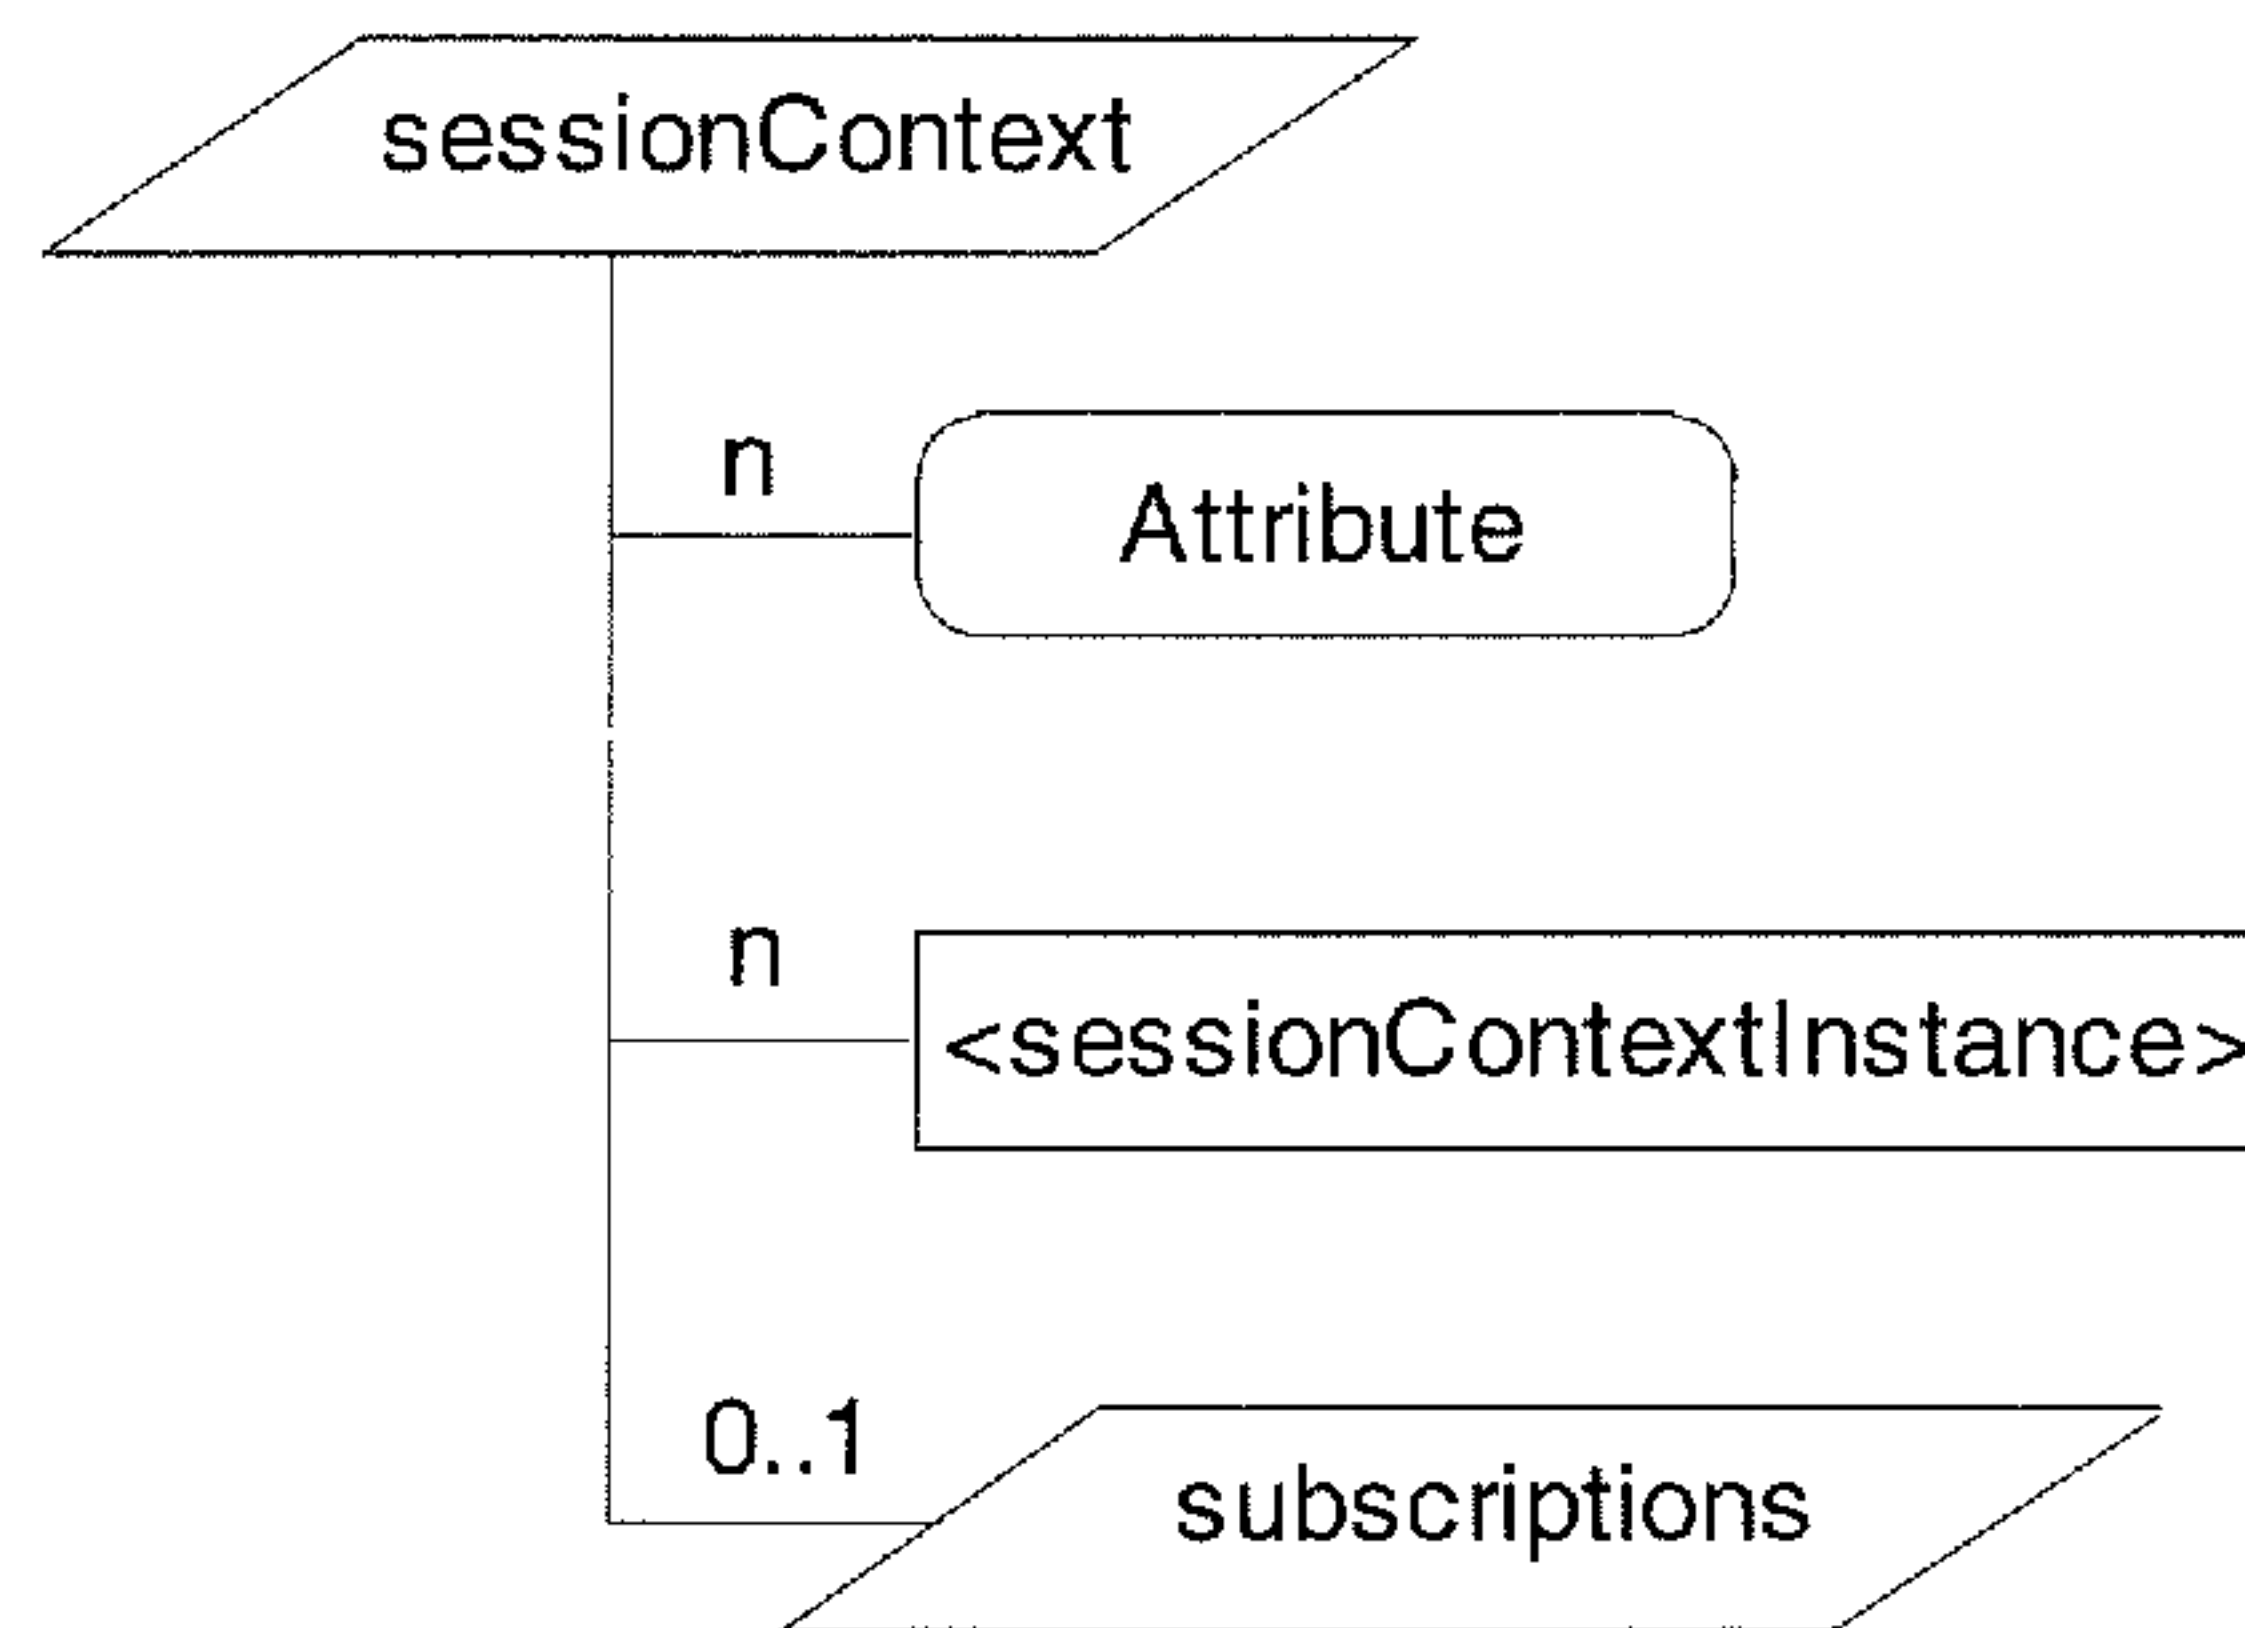 sessionContext
n
Attribute
n
<sessionContextInstance>
0..1
subscriptions